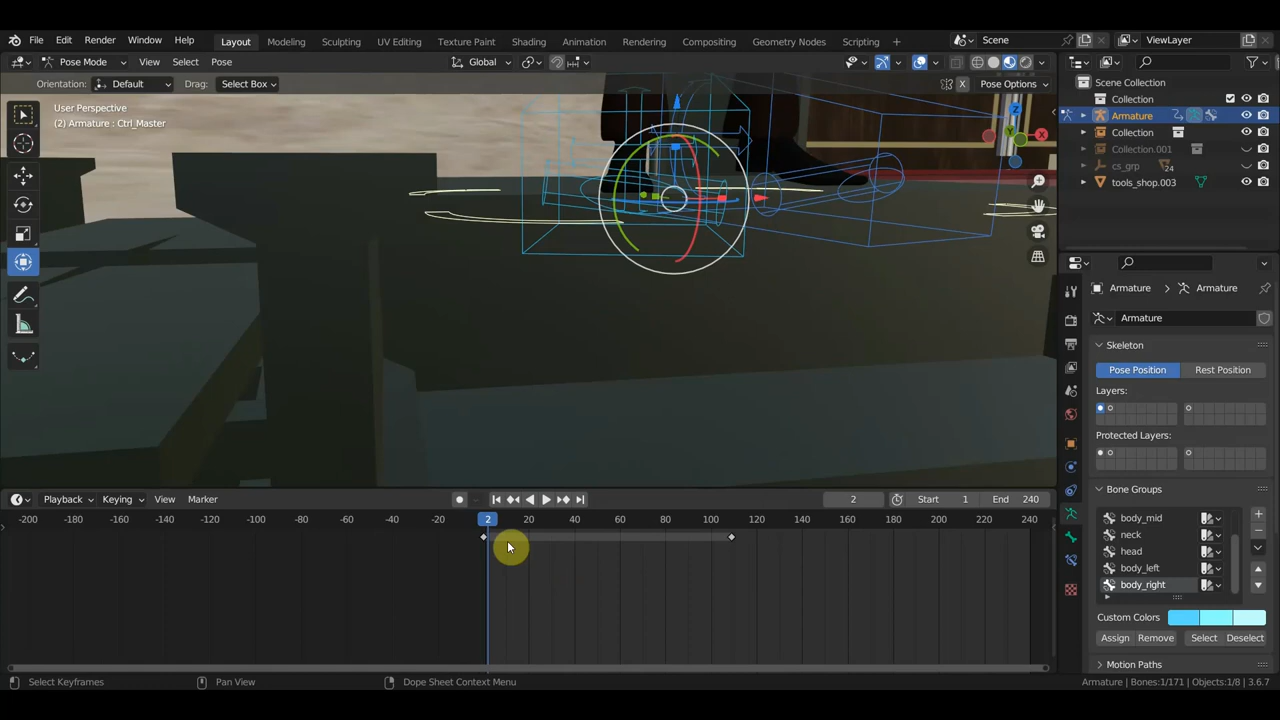 File Edit Render Window Help Layout Modeling Sculpting UV Editing Texture Paint Shading Animation Rendering Compositing Geometry Nodes Scripting + Scene ViewLayer
Pose Mode View Select Pose Global
Orientation: Default Drag: Select Box X Pose Options
User Perspective
(2) Armature : Ctrl_Master
Z
X
Y
Scene Collection
Collection
Armature
Collection
Collection.001
cs_grp 24
tools_shop.003
Armature > Armature
Armature
Skeleton
Pose Position Rest Position
Layers:
Protected Layers:
Bone Groups
body_mid
neck
head
body_left
body_right
Custom Colors
Assign Remove Select Deselect
Motion Paths
Playback Keying View Marker 2 Start 1 End 240
-200 -180 -160 -140 -120 -100 -80 -60 -40 -20 2 20 40 60 80 100 120 140 160 180 200 220 240
Select Keyframes Pan View Dope Sheet Context Menu Armature | Bones:1/171 | Objects:1/8 | 3.6.7